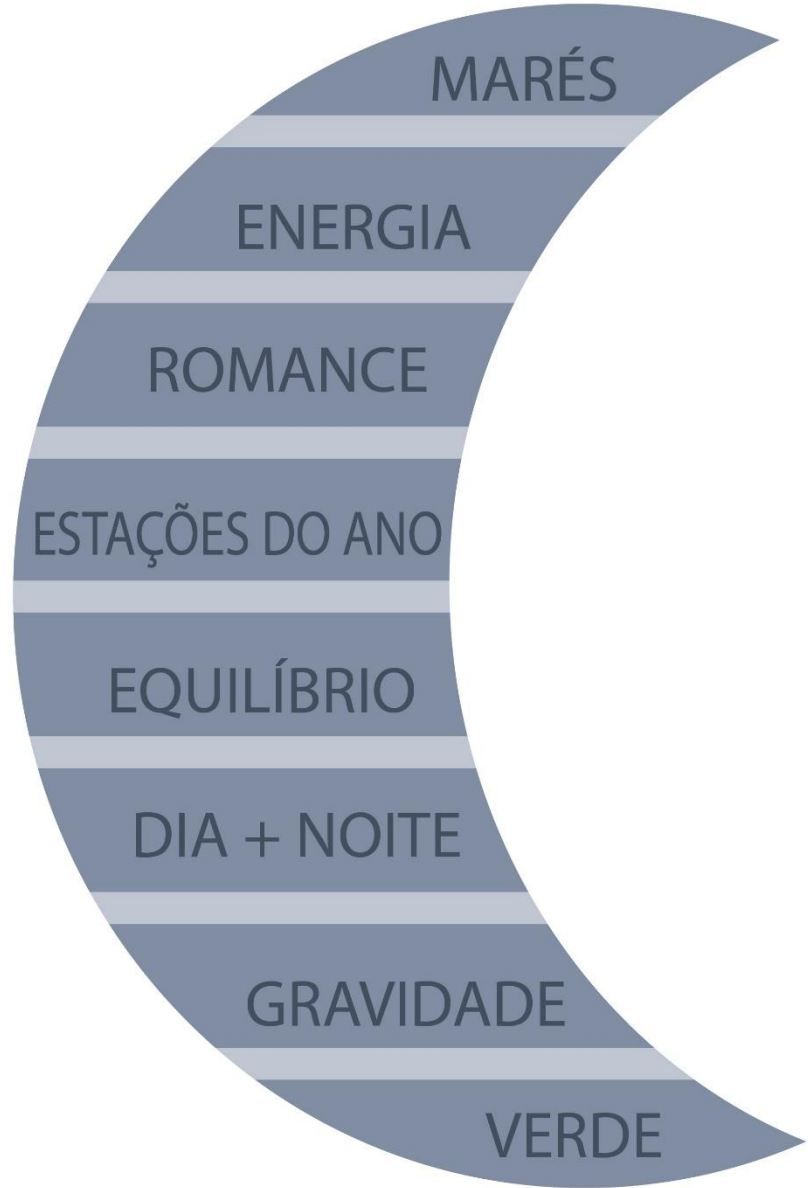 MARÉS
ENERGIA
ROMANCE
ESTAÇÕES DO ANO
EQUILÍBRIO
DIA + NOITE
GRAVIDADE
VERDE